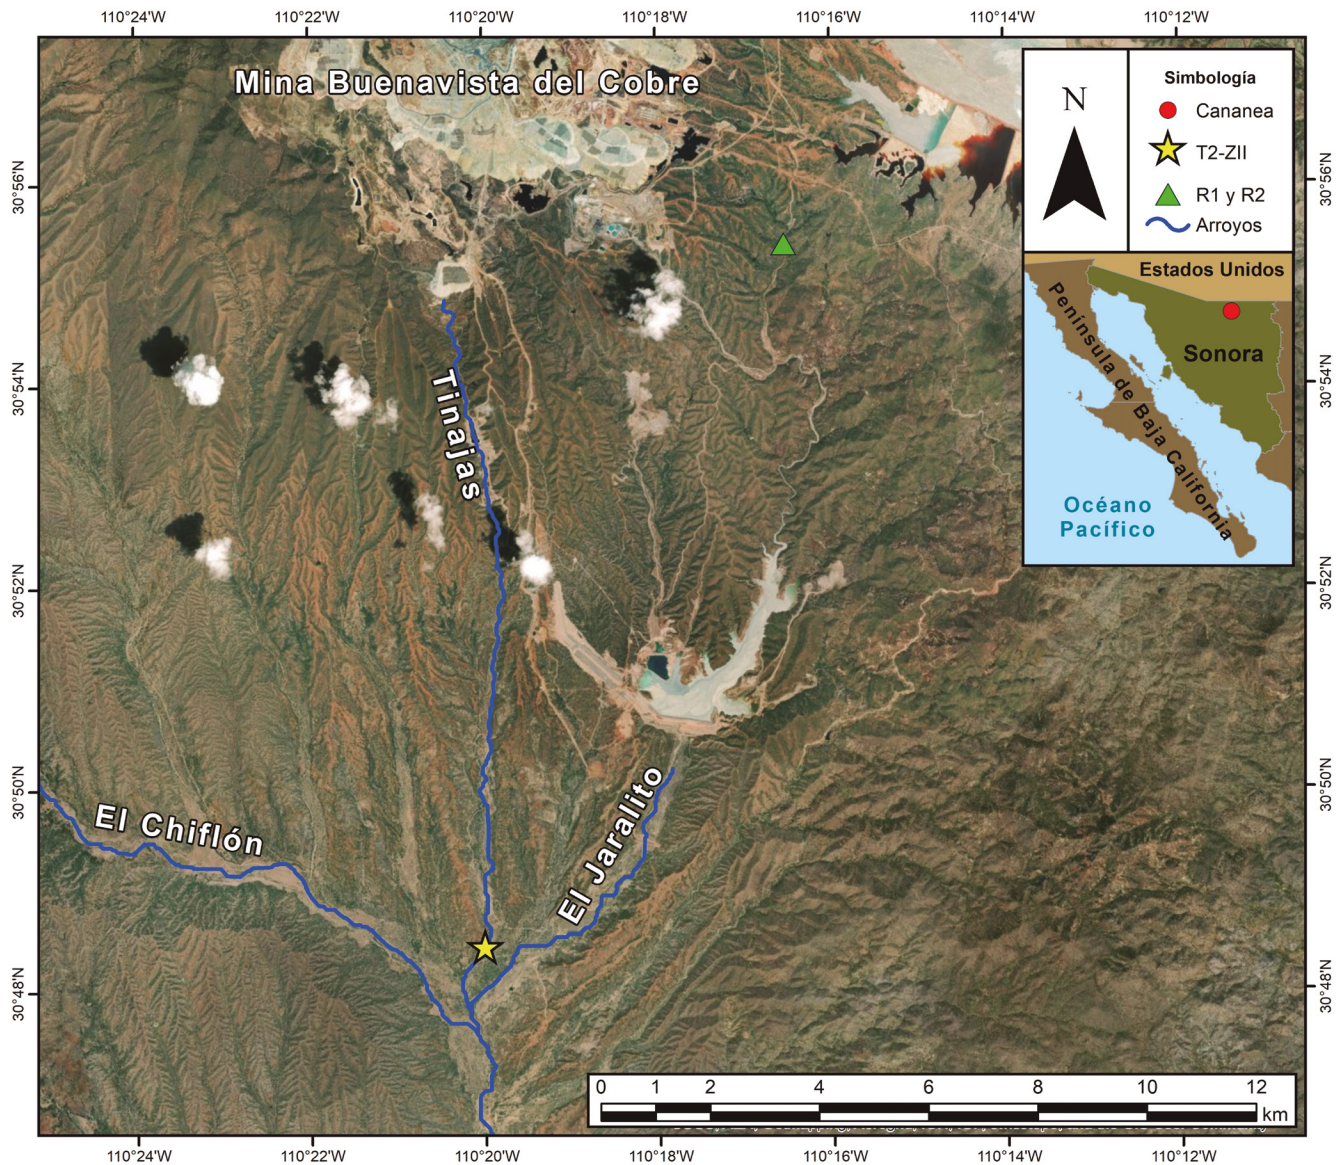 110°24'W 110°22'W 110°20'W 110°18'W 110°16'W 110°14'W 110°12'W
Mina Buenavista del Cobre
N
Simbología
Cananea
T2-ZII
R1 y R2
Arroyos
Estados Unidos
Sonora
Península de Baja California
Océano
Pacífico
30°56'N 30°56'N
30°54'N 30°54'N
Tinajas
30°52'N 30°52'N
30°50'N 30°50'N
El Chiflón
El Jaralito
30°48'N 30°48'N
0 1 2 4 6 8 10 12
km
110°24'W 110°22'W 110°20'W 110°18'W 110°16'W 110°14'W 110°12'W